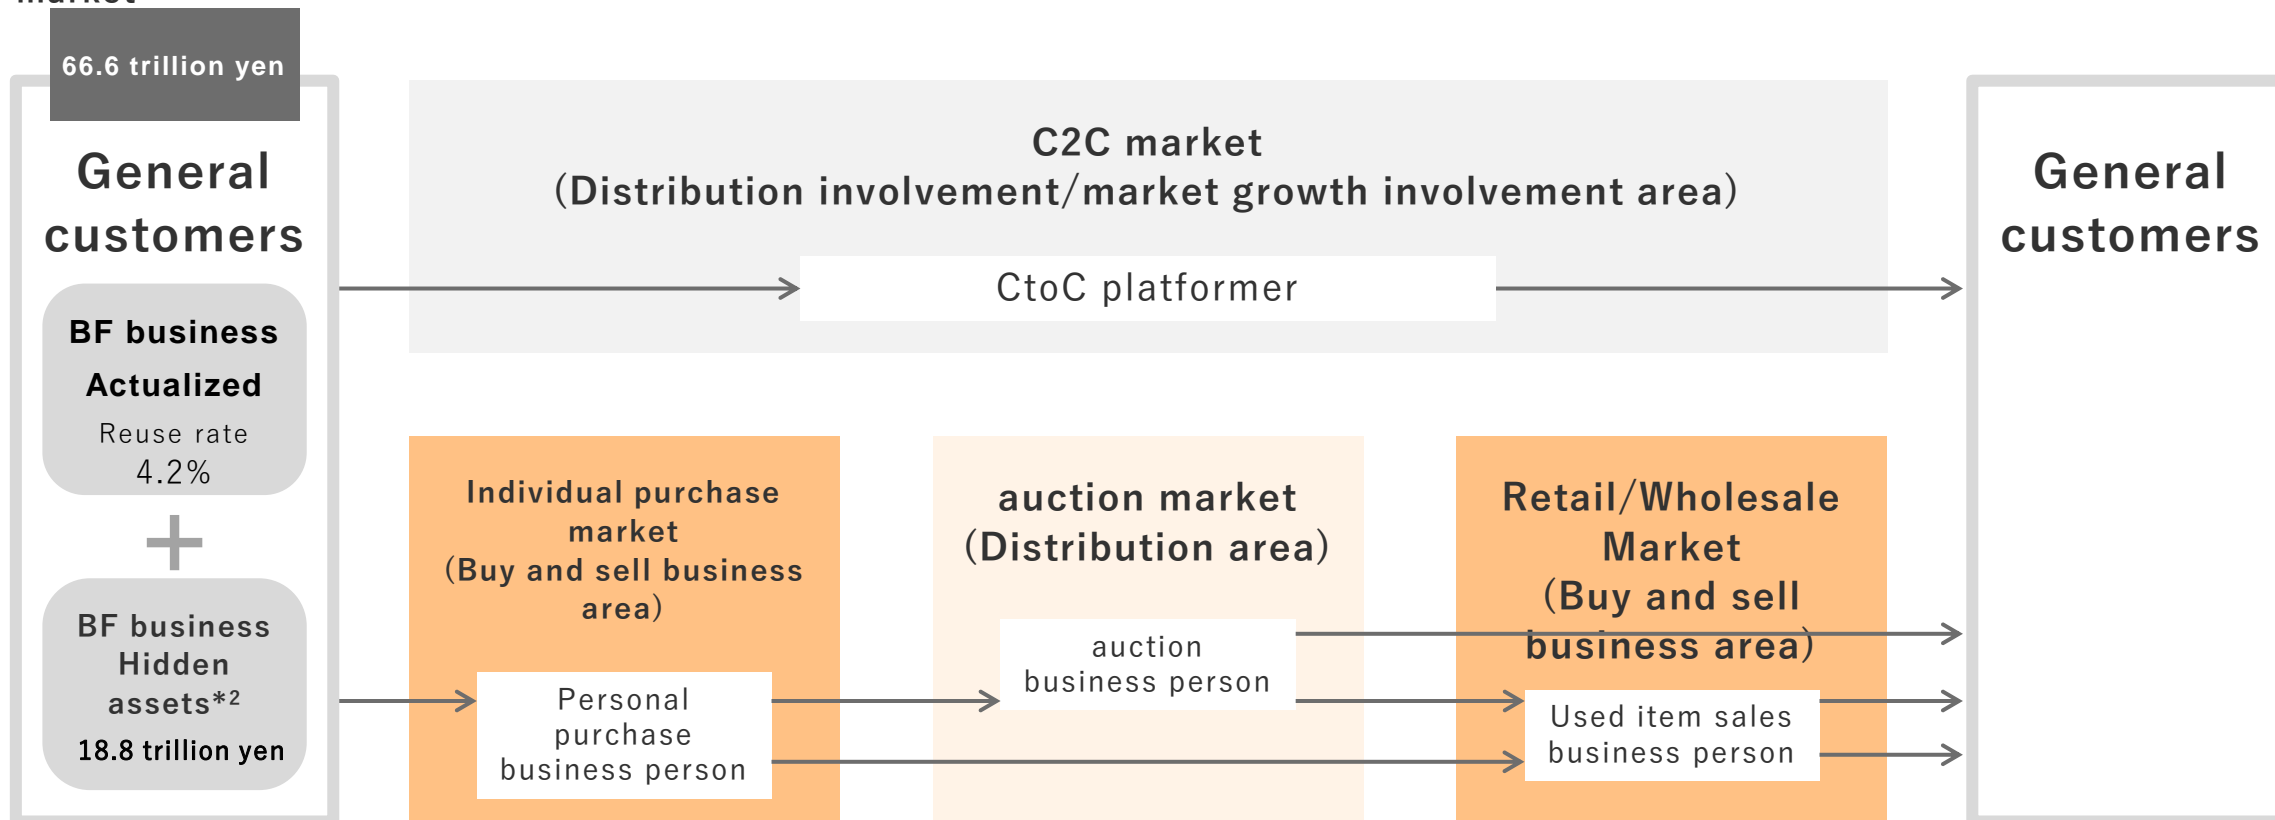 market
66.6 trillion yen
General
customers
BF business
Actualized
Reuse rate
4.2%
+
BF business
Hidden
assets*2
18.8 trillion yen
C2C market
(Distribution involvement/market growth involvement area)
CtoC platformer
Individual purchase
market
(Buy and sell business
area)
Personal
purchase
business person
auction market
(Distribution area)
auction
business person
Retail/Wholesale
Market
(Buy and sell
business area)
Used item sales
business person
General
customers